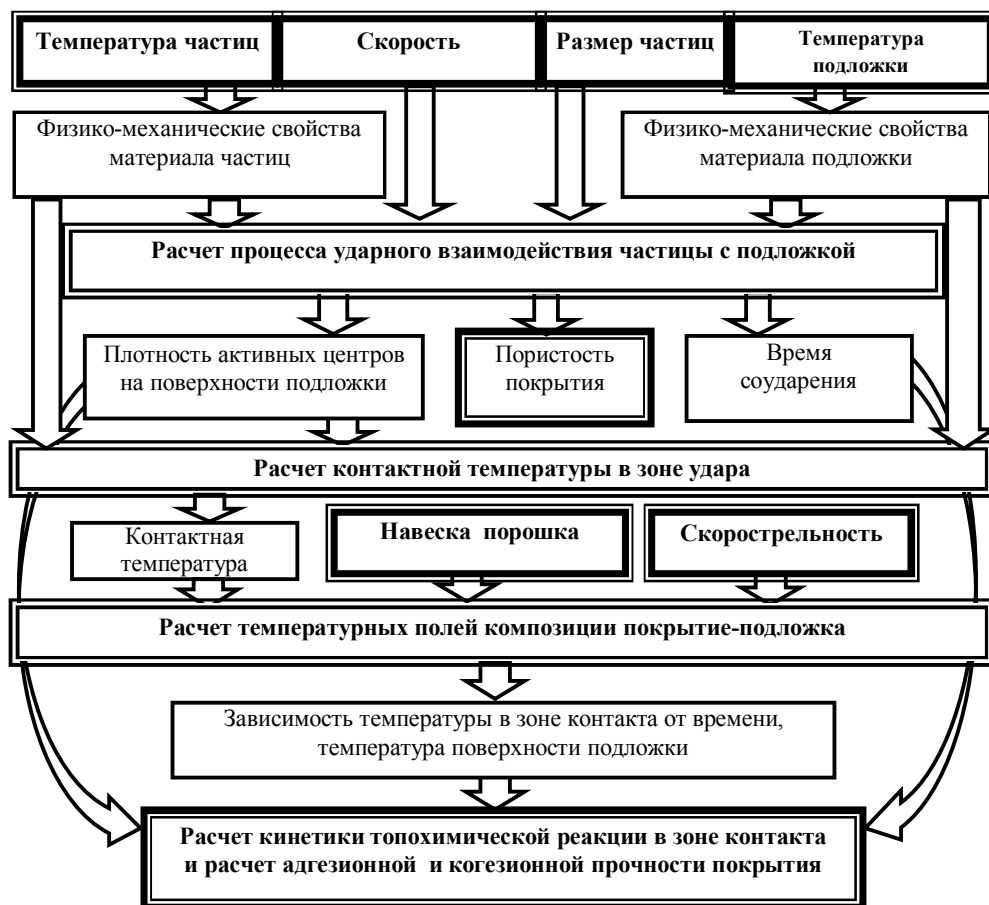 Температура частиц
Скорость
Размер частиц
Температура
подложки
Физико-механические свойства
материала частиц
Физико-механические свойства
материала подложки
Расчет процесса ударного взаимодействия частицы с подложкой
Плотность активных центров
на поверхности подложки
Пористость
покрытия
Время
соударения
Расчет контактной температуры в зоне удара
Контактная
температура
Навеска порошка
Скорострельность
Расчет температурных полей композиции покрытие-подложка
Зависимость температуры в зоне контакта от времени,
температура поверхности подложки
Расчет кинетики топохимической реакции в зоне контакта
и расчет адгезионной и когезионной прочности покрытия